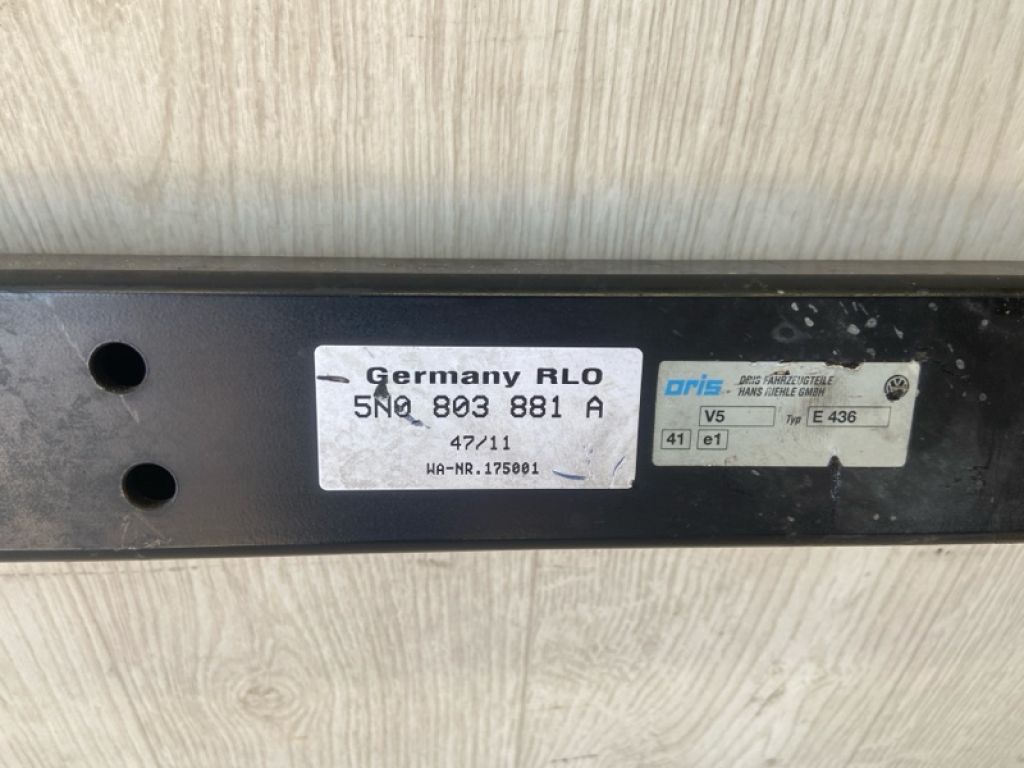 Germany RLO
5N0 803 881 A
47/11
WA-NR.175001
ORIS
ORIS FAHRZEUGTEILE
HANS RIEHLE GMBH
V5 Typ E 436
41 e1